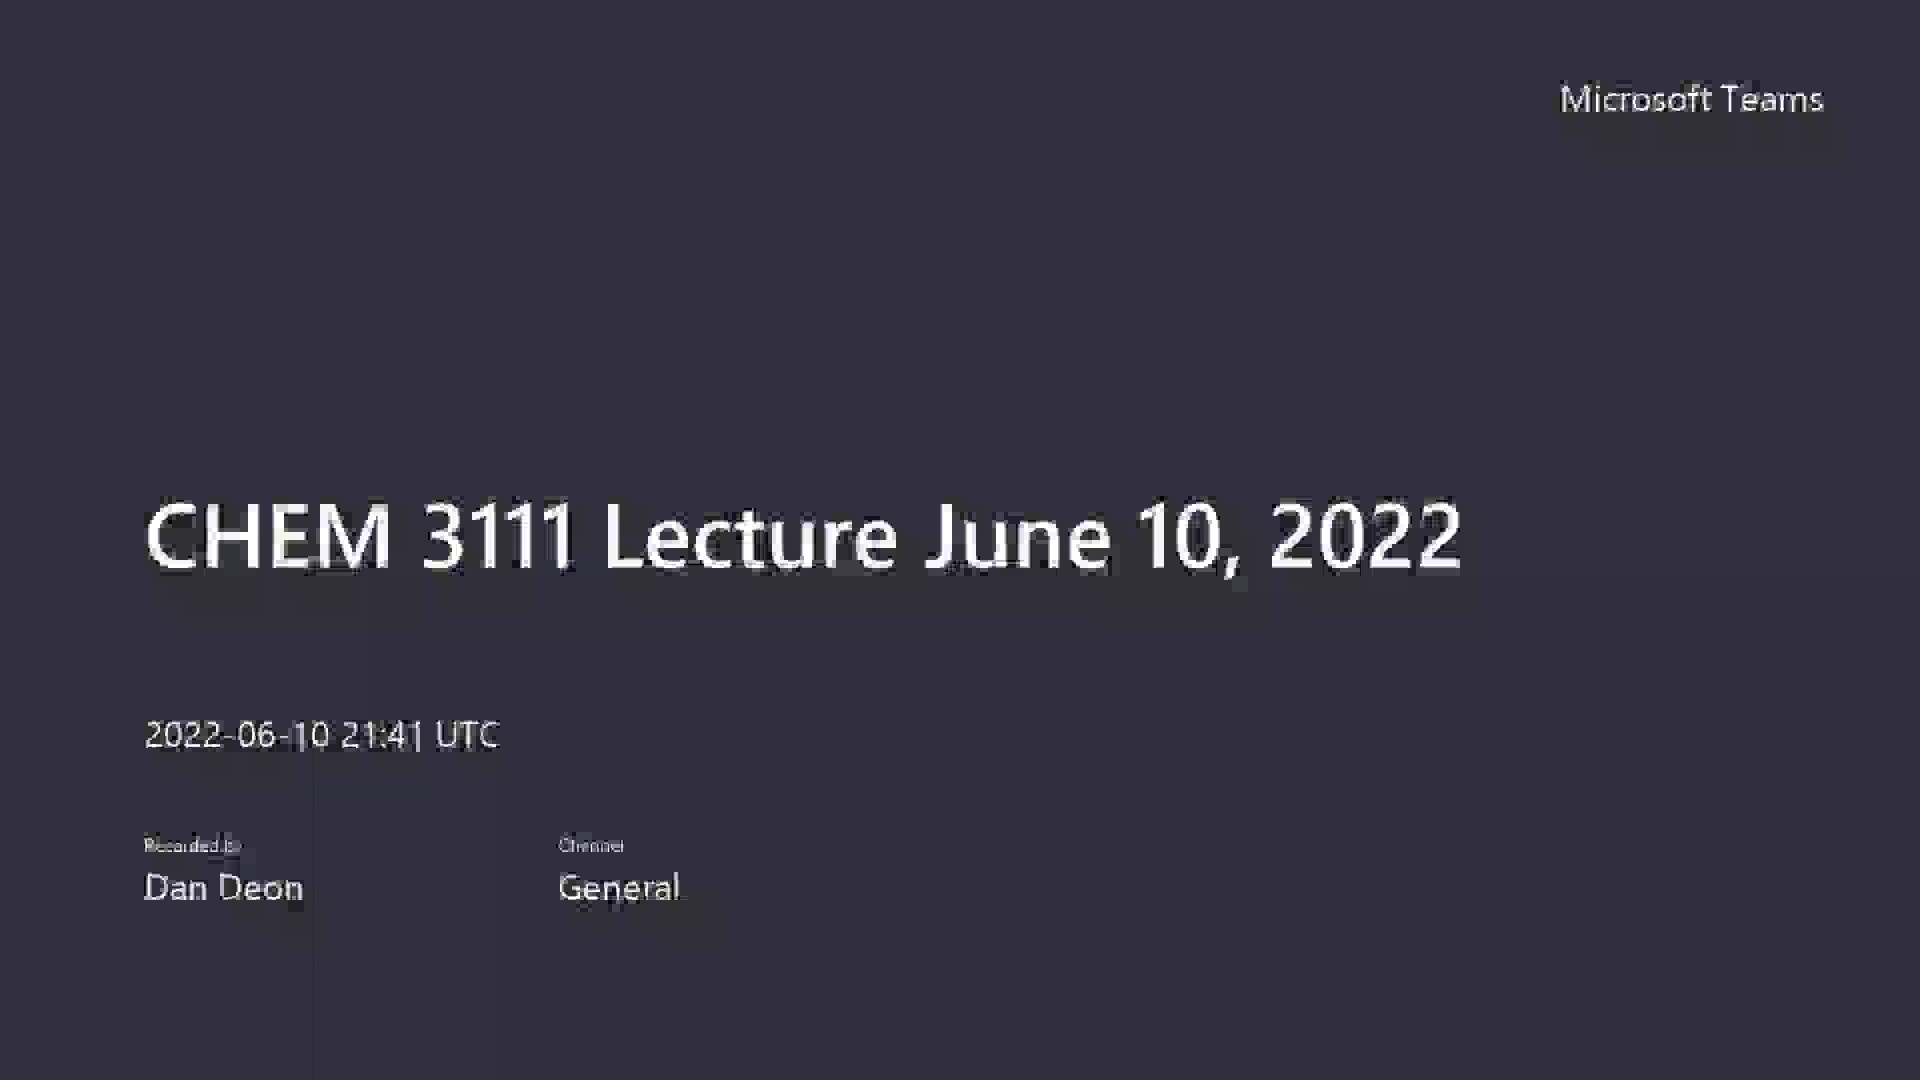 Microsoft Teams
CHEM 3111 Lecture June 10, 2022
2022-06-10 21:41 UTC
Recorded by
Channel
Dan Deon
General